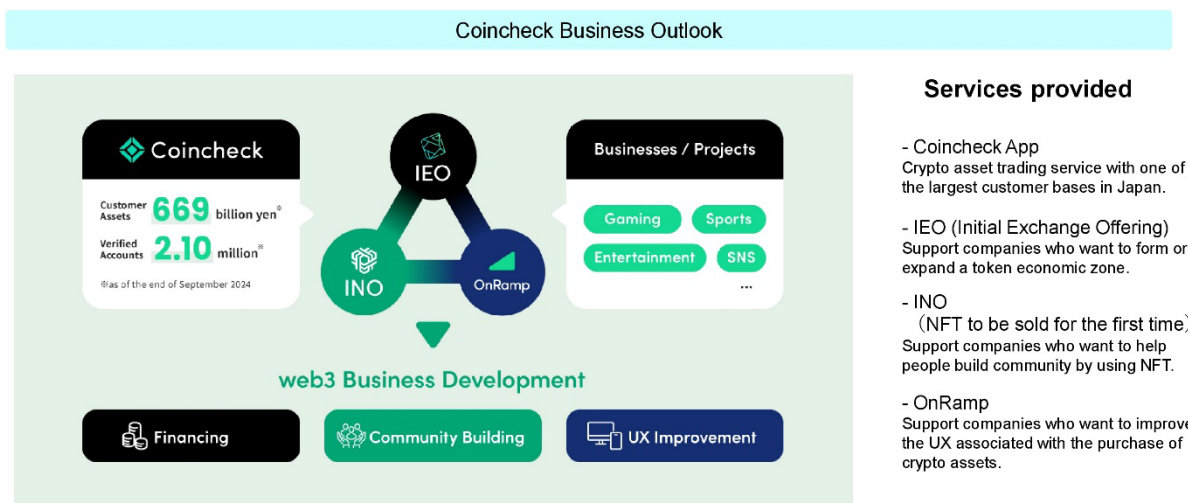 Coincheck Business Outlook
Coincheck
Customer Assets 669 billion yen※
Verified Accounts 2.10 million※
※as of the end of September 2024
IEO
INO
OnRamp
Businesses / Projects
Gaming Sports
Entertainment SNS
...
web3 Business Development
Financing
Community Building
UX Improvement
Services provided
- Coincheck App
Crypto asset trading service with one of
the largest customer bases in Japan.
- IEO (Initial Exchange Offering)
Support companies who want to form or
expand a token economic zone.
- INO
（NFT to be sold for the first time）
Support companies who want to help
people build community by using NFT.
- OnRamp
Support companies who want to improve
the UX associated with the purchase of
crypto assets.